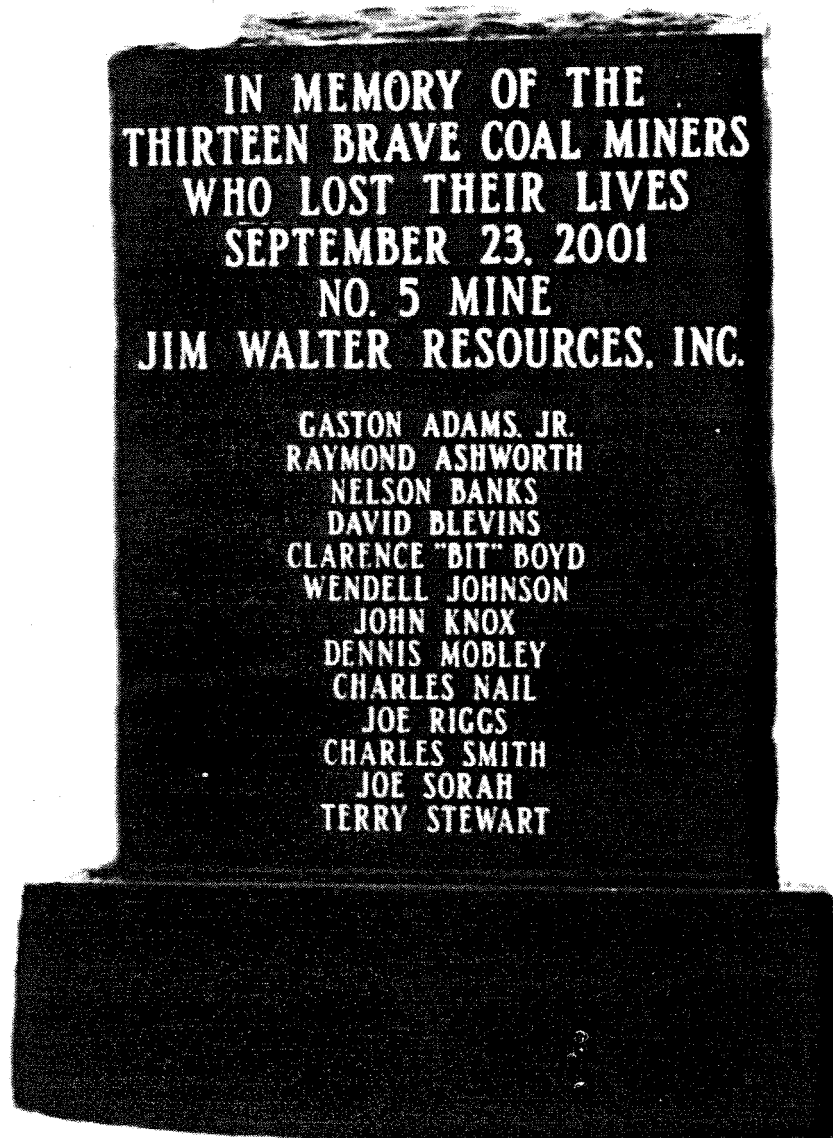 IN MEMORY OF THE
THIRTEEN BRAVE COAL MINERS
WHO LOST THEIR LIVES
SEPTEMBER 23, 2001
NO. 5 MINE
JIM WALTER RESOURCES, INC.
GASTON ADAMS, JR.
RAYMOND ASHWORTH
NELSON BANKS
DAVID BLEVINS
CLARENCE "BIT" BOYD
WENDELL JOHNSON
JOHN KNOX
DENNIS MOBLEY
CHARLES NAIL
JOE RIGGS
CHARLES SMITH
JOE SORAH
TERRY STEWART